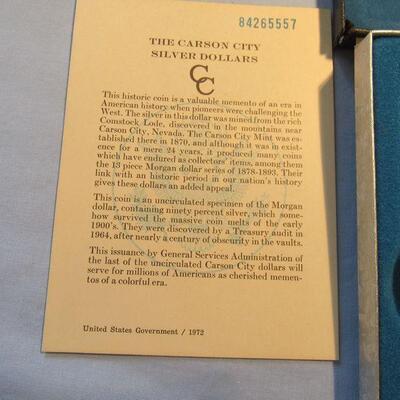 84265557
THE CARSON CITY
SILVER DOLLARS
CC
This historic coin is a valuable memento of an era in
American history when pioneers were challenging the
West. The silver in this dollar was mined from the rich
Comstock Lode, discovered in the mountains near
Carson City, Nevada. The Carson City Mint was es-
tablished there in 1870, and although it was in exist-
ence for a mere 24 years, it produced many coins
which have endured as collectors' items, among them
the 13 piece Morgan dollar series of 1878-1893. Their
link with an historic period in our nation's history
gives these dollars an added appeal.
This coin is an uncirculated specimen of the Morgan
dollar, containing ninety percent silver, which some-
how survived the massive coin melts of the early
1900's. They were discovered by a Treasury audit in
1964, after nearly a century of obscurity in the vaults.
This issuance by General Services Administration of
the last of the uncirculated Carson City dollars will
serve for millions of Americans as cherished memen-
tos of a colorful era.
United States Government / 1972